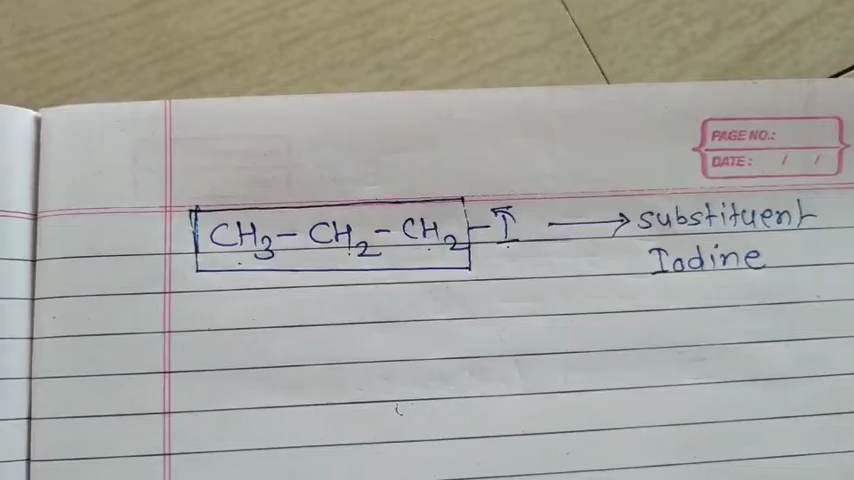 PAGE NO.:
DATE: / /
CH₃-CH₂-CH₂-I ⟶ substituent
Iodine